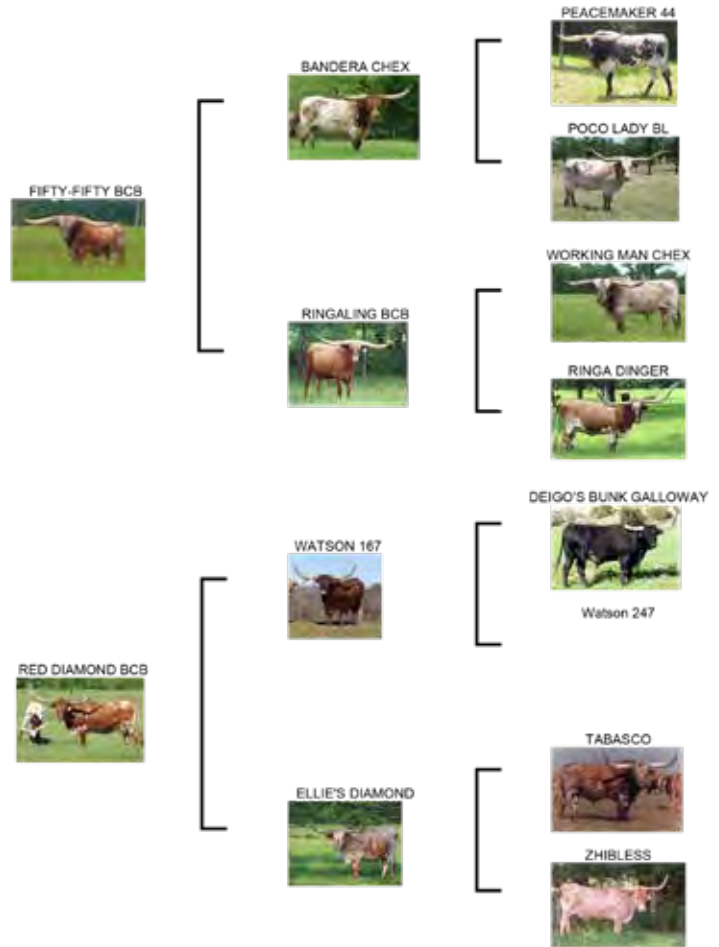 PEACEMAKER 44
BANDERA CHEX
POCO LADY BL
FIFTY-FIFTY BCB
WORKING MAN CHEX
RINGALING BCB
RINGA DINGER
DEIGO'S BUNK GALLOWAY
WATSON 167
Watson 247
RED DIAMOND BCB
TABASCO
ELLIE'S DIAMOND
ZHIBLESS